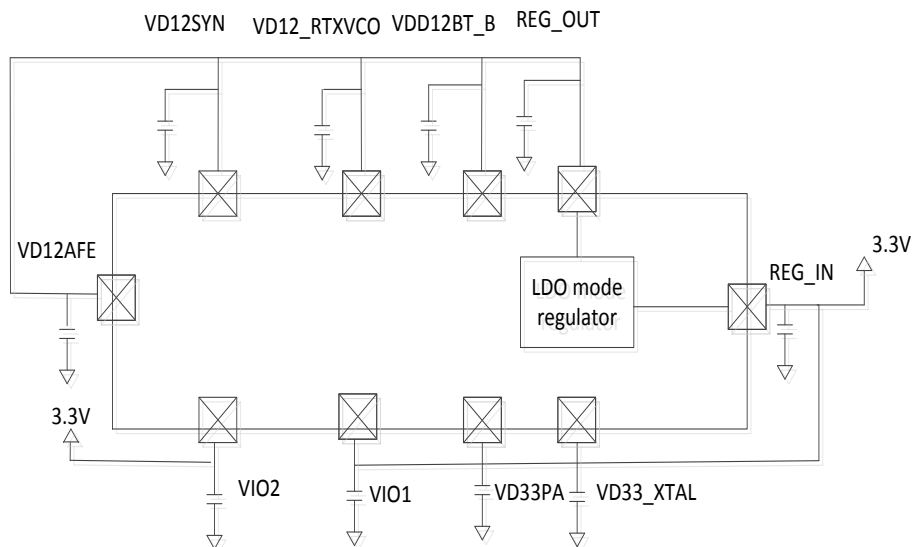 VD12SYN
VD12_RTXVCO
VDD12BT_B
REG_OUT
VD12AFE
LDO mode
regulator
REG_IN
3.3V
3.3V
VIO2
VIO1
VD33PA
VD33_XTAL